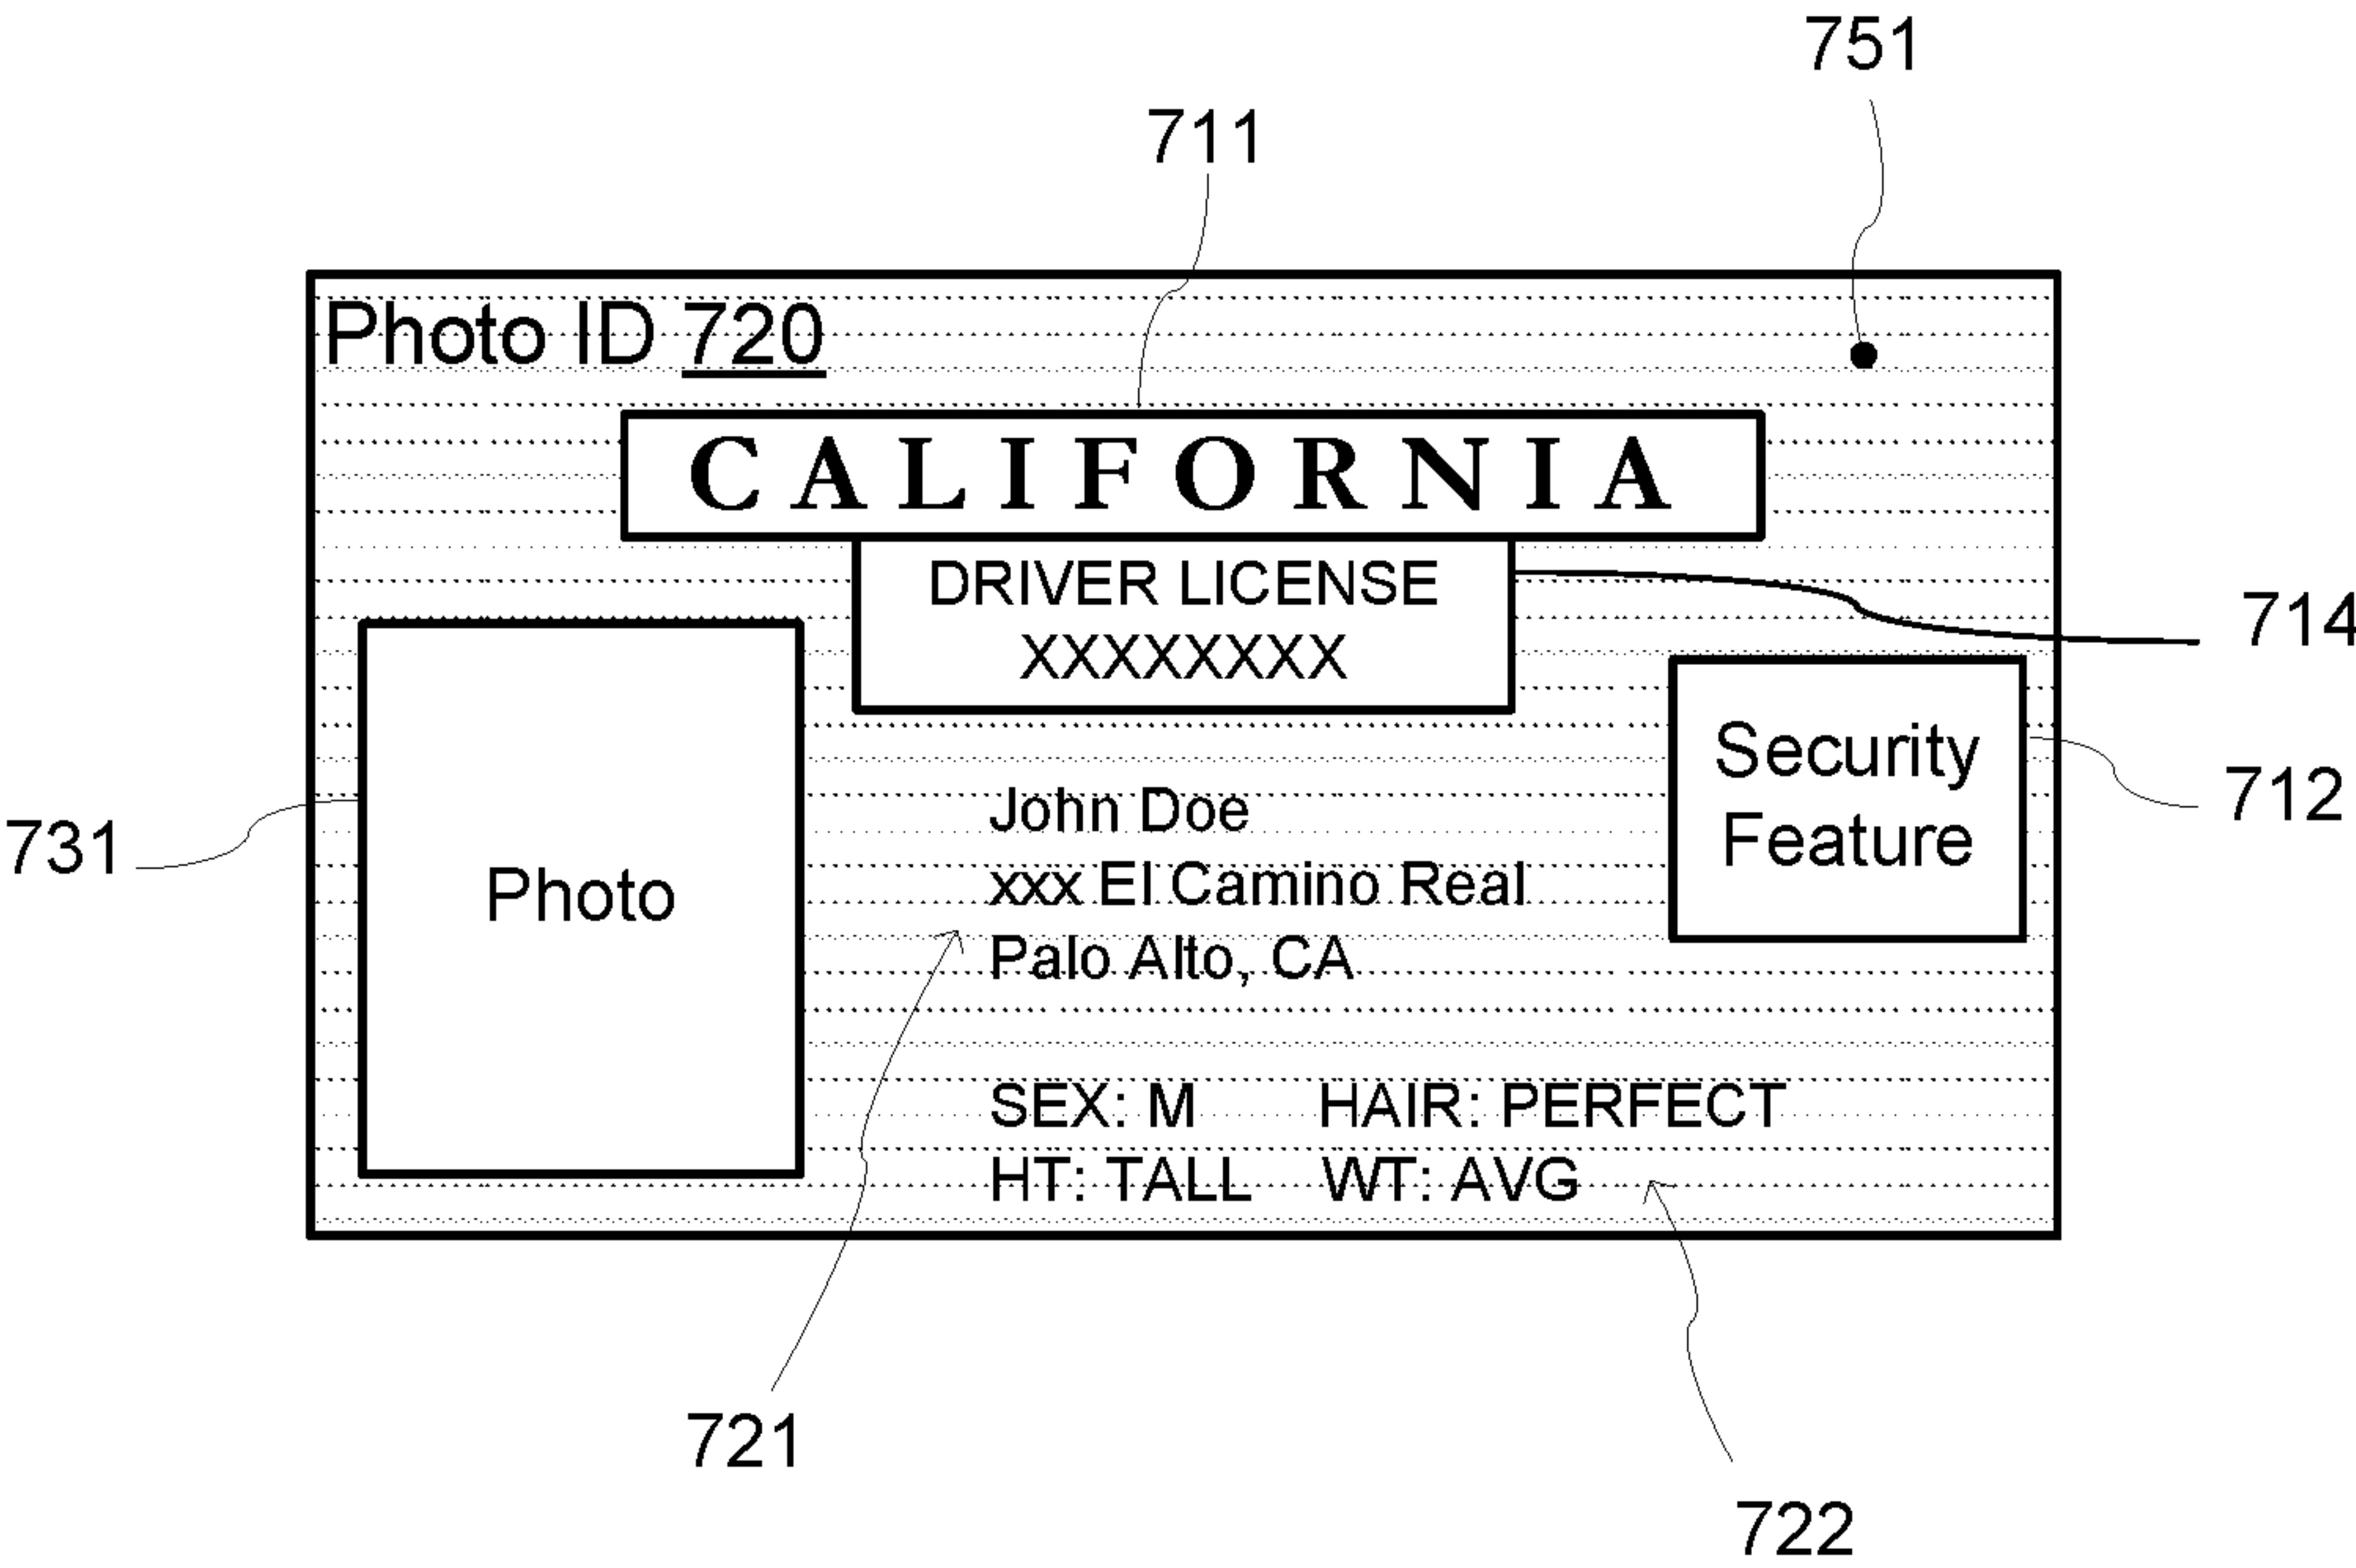 751
711
Photo ID 720
CALIFORNIA
DRIVER LICENSE
XXXXXXXX
714
Security
Feature
712
John Doe
xxx El Camino Real
Palo Alto, CA
731
Photo
SEX: M HAIR: PERFECT
HT: TALL WT: AVG
721
722